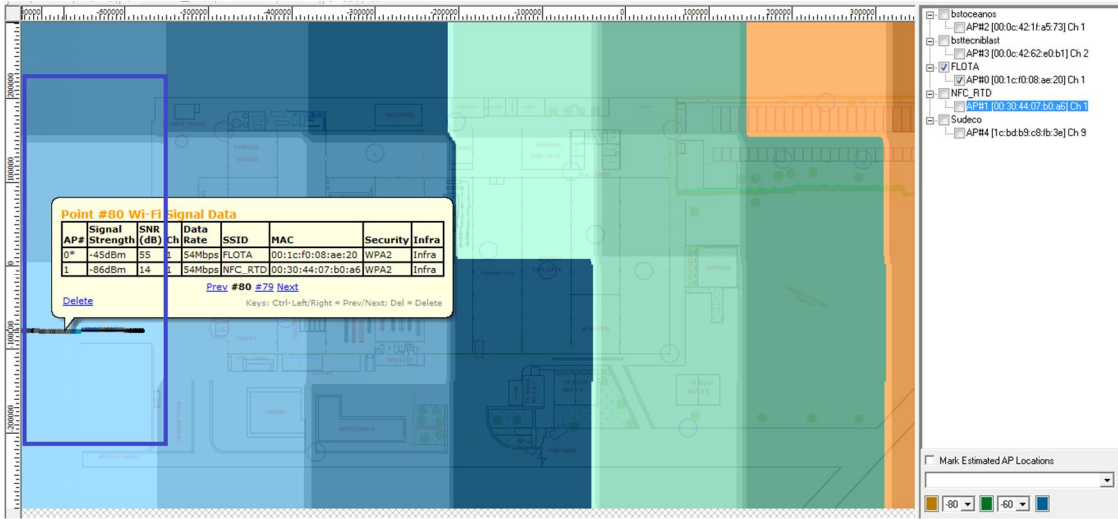 00000 -600000 -500000 -400000 -300000 -200000 -100000 0 100000 200000 300000
200000
100000
0
-100000
-200000
Point #80 Wi-Fi Signal Data
AP# Signal Strength SNR (dB) Ch Data Rate SSID MAC Security Infra
0* -45dBm 55 1 54Mbps FLOTA 00:1c:f0:08:ae:20 WPA2 Infra
1 -86dBm 14 1 54Mbps NFC_RTD 00:30:44:07:b0:a6 WPA2 Infra
Prev #80 #79 Next
Delete Keys: Ctrl-Left/Right = Prev/Next; Del = Delete
bstoceanos
AP#2 [00:0c:42:1f:a5:73] Ch 1
bsttecniblast
AP#3 [00:0c:42:62:e0:b1] Ch 2
FLOTA
AP#0 [00:1c:f0:08:ae:20] Ch 1
NFC_RTD
AP#1 [00:30:44:07:b0:a6] Ch 1
Sudeco
AP#4 [1c:bd:b9:c8:fb:3e] Ch 9
Mark Estimated AP Locations
-80 -60